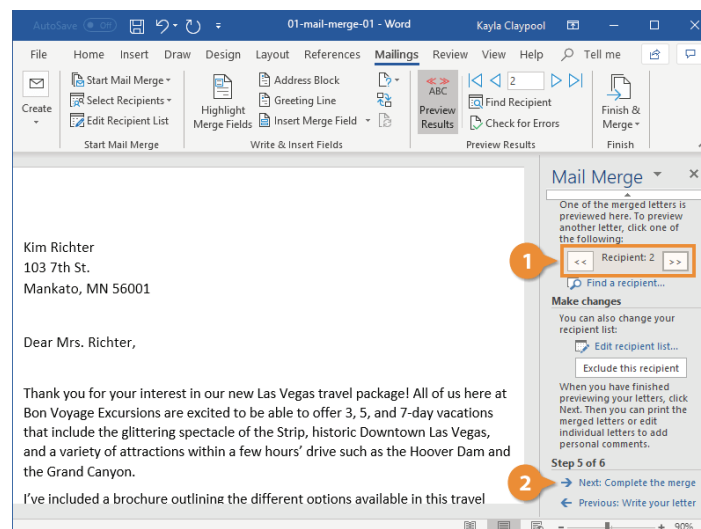 AutoSave Off 01-mail-merge-01 - Word Kayla Claypool
File Home Insert Draw Design Layout References Mailings Review View Help Tell me
Create
Start Mail Merge
Select Recipients
Edit Recipient List
Start Mail Merge
Highlight
Merge Fields
Address Block
Greeting Line
Insert Merge Field
Write & Insert Fields
ABC
Preview
Results
2
Find Recipient
Check for Errors
Preview Results
Finish &
Merge
Finish
Kim Richter
103 7th St.
Mankato, MN 56001
Dear Mrs. Richter,
Thank you for your interest in our new Las Vegas travel package! All of us here at
Bon Voyage Excursions are excited to be able to offer 3, 5, and 7-day vacations
that include the glittering spectacle of the Strip, historic Downtown Las Vegas,
and a variety of attractions within a few hours' drive such as the Hoover Dam and
the Grand Canyon.
I've included a brochure outlining the different options available in this travel
Mail Merge
One of the merged letters is
previewed here. To preview
another letter, click one of
the following:
1
<< Recipient: 2 >>
Find a recipient...
Make changes
You can also change your
recipient list:
Edit recipient list...
Exclude this recipient
When you have finished
previewing your letters, click
Next. Then you can print the
merged letters or edit
individual letters to add
personal comments.
Step 5 of 6
2
Next: Complete the merge
Previous: Write your letter
90%